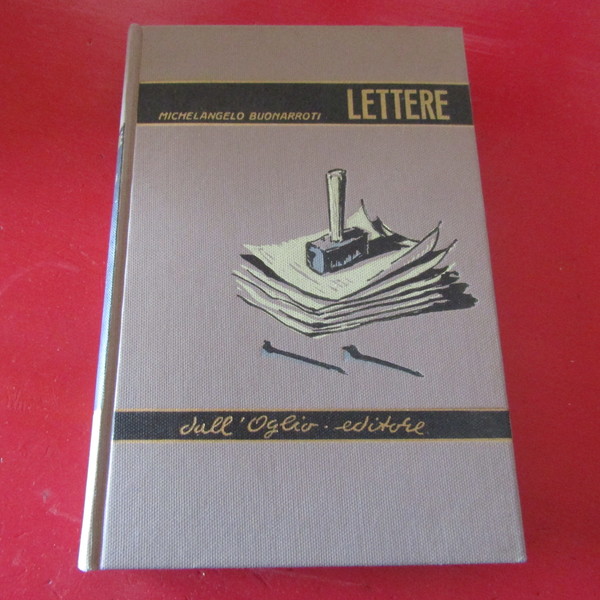 MICHELANGELO BUONARROTI LETTERE
dall'Oglio · editore